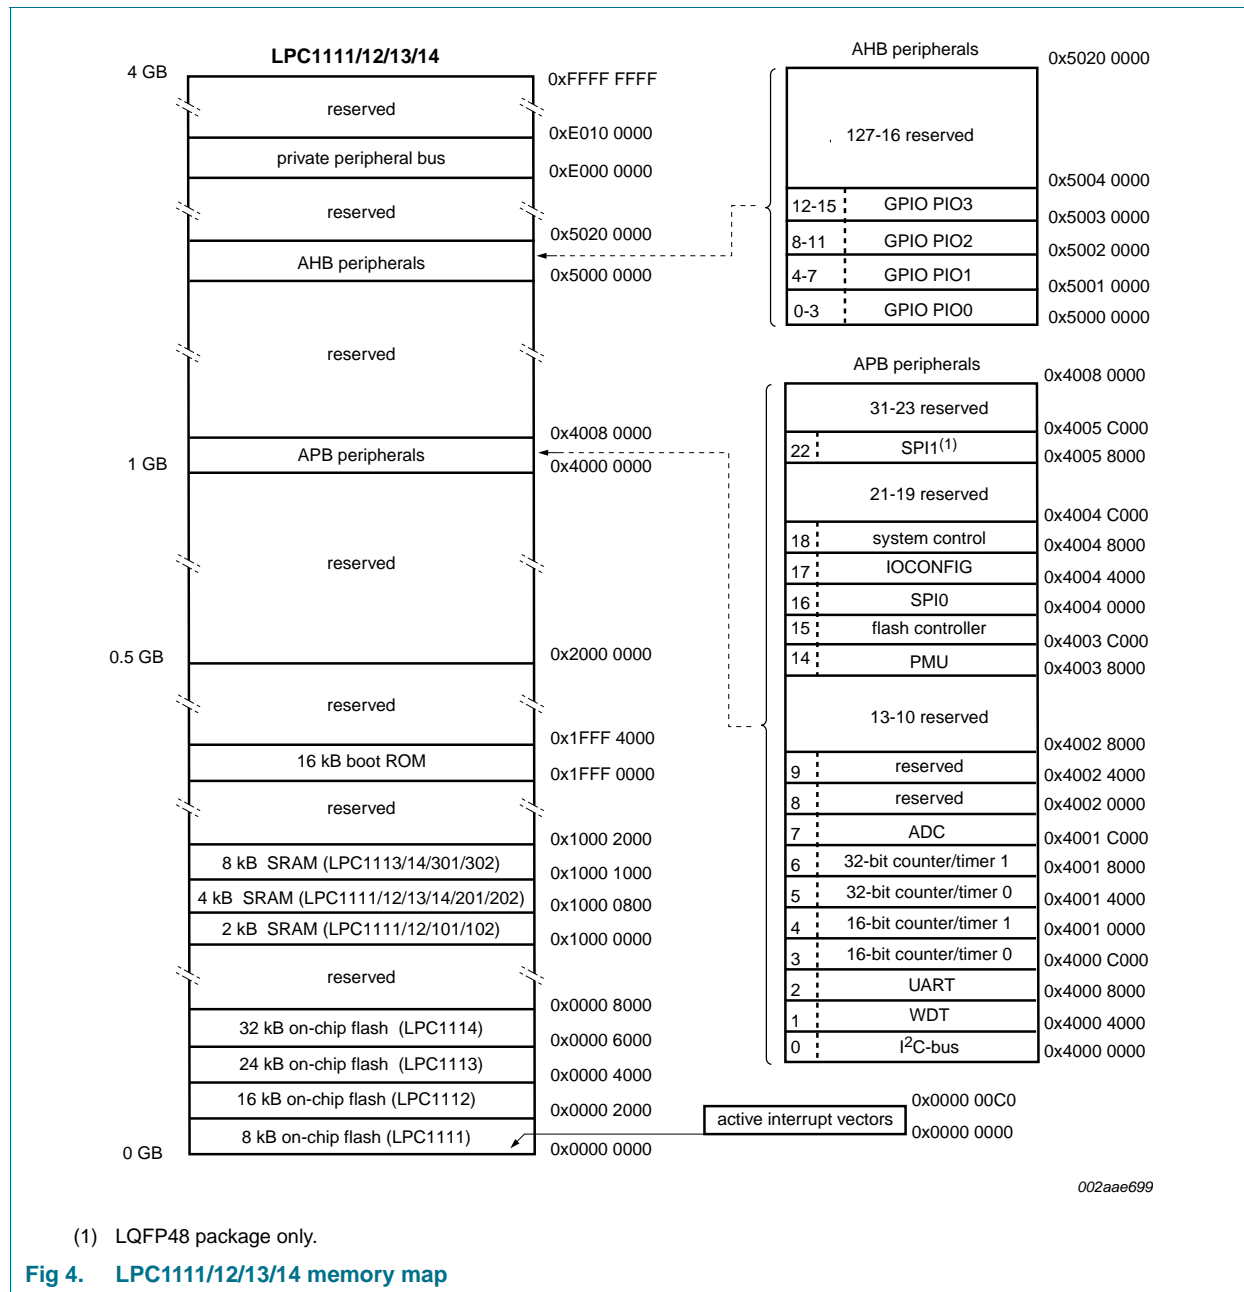 LPC1111/12/13/14
4 GB
0xFFFF FFFF
reserved
0xE010 0000
private peripheral bus
0xE000 0000
reserved
0x5020 0000
AHB peripherals
0x5000 0000
reserved
0x4008 0000
APB peripherals
1 GB
0x4000 0000
reserved
0.5 GB
0x2000 0000
reserved
0x1FFF 4000
16 kB boot ROM
0x1FFF 0000
reserved
0x1000 2000
8 kB SRAM (LPC1113/14/301/302)
0x1000 1000
4 kB SRAM (LPC1111/12/13/14/201/202)
0x1000 0800
2 kB SRAM (LPC1111/12/101/102)
0x1000 0000
reserved
0x0000 8000
32 kB on-chip flash (LPC1114)
0x0000 6000
24 kB on-chip flash (LPC1113)
0x0000 4000
16 kB on-chip flash (LPC1112)
0x0000 2000
8 kB on-chip flash (LPC1111)
0 GB
0x0000 0000
AHB peripherals
0x5020 0000
127-16 reserved
0x5004 0000
12-15 GPIO PIO3
0x5003 0000
8-11 GPIO PIO2
0x5002 0000
4-7 GPIO PIO1
0x5001 0000
0-3 GPIO PIO0
0x5000 0000
APB peripherals
0x4008 0000
31-23 reserved
0x4005 C000
22 SPI1(1)
0x4005 8000
21-19 reserved
0x4004 C000
18 system control
0x4004 8000
17 IOCONFIG
0x4004 4000
16 SPI0
0x4004 0000
15 flash controller
0x4003 C000
14 PMU
0x4003 8000
13-10 reserved
0x4002 8000
9 reserved
0x4002 4000
8 reserved
0x4002 0000
7 ADC
0x4001 C000
6 32-bit counter/timer 1
0x4001 8000
5 32-bit counter/timer 0
0x4001 4000
4 16-bit counter/timer 1
0x4001 0000
3 16-bit counter/timer 0
0x4000 C000
2 UART
0x4000 8000
1 WDT
0x4000 4000
0 I2C-bus
0x4000 0000
0x0000 00C0
active interrupt vectors
0x0000 0000
002aae699
(1) LQFP48 package only.
Fig 4. LPC1111/12/13/14 memory map